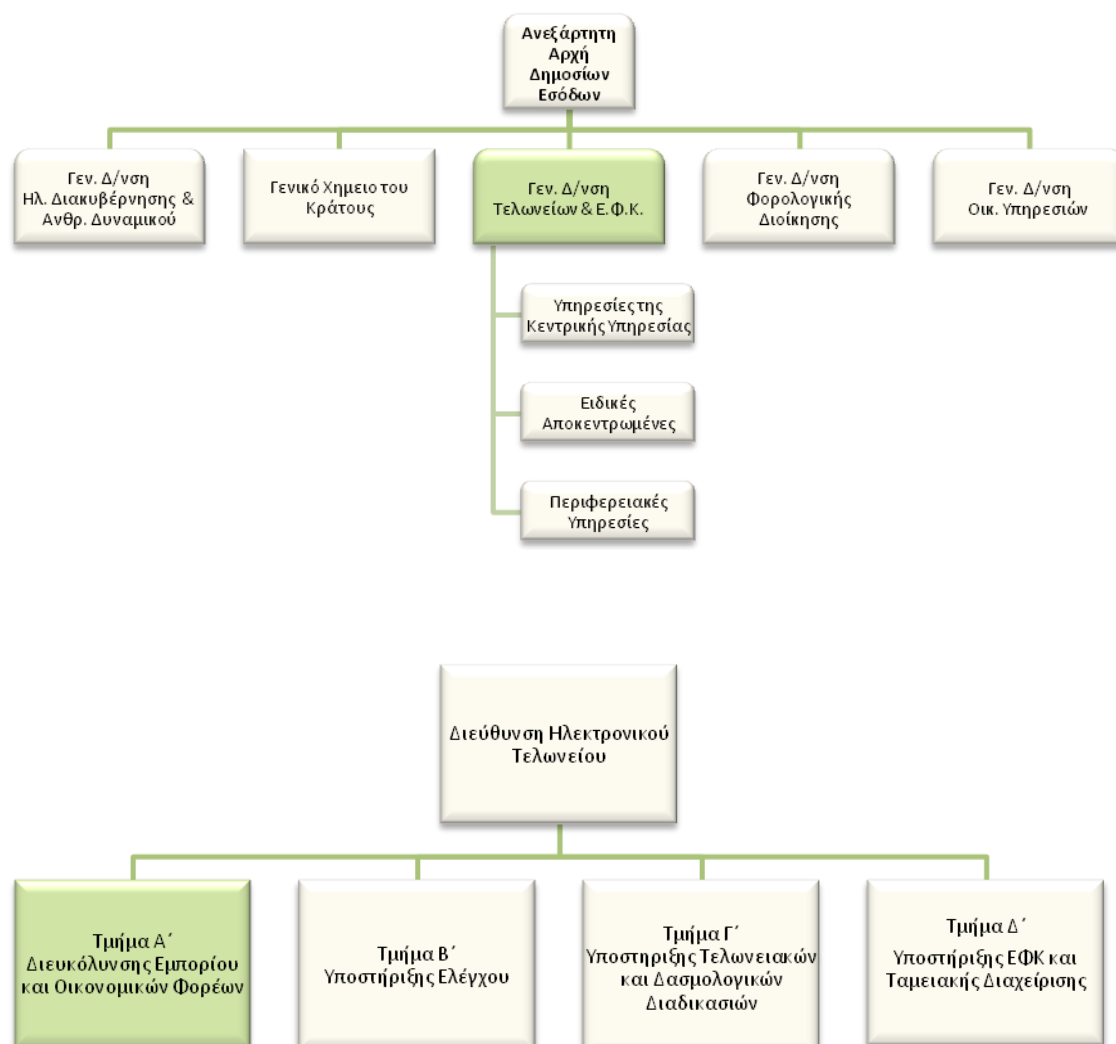 Ανεξάρτητη
Αρχή
Δημοσίων
Εσόδων
Γεν. Δ/νση
Ηλ. Διακυβέρνησης &
Ανθρ. Δυναμικού
Γενικό Χημειο του
Κράτους
Γεν. Δ/νση
Τελωνείων & Ε.Φ.Κ.
Γεν. Δ/νση
Φορολογικής
Διοίκησης
Γεν. Δ/νση
Οικ. Υπηρεσιών
Υπηρεσίες της
Κεντρικής Υπηρεσίας
Ειδικές
Αποκεντρωμένες
Περιφερειακές
Υπηρεσίες
Διεύθυνση Ηλεκτρονικού
Τελωνείου
Τμήμα Α΄
Διευκόλυνσης Εμπορίου
και Οικονομικών Φορέων
Τμήμα Β΄
Υποστήριξης Ελέγχου
Τμήμα Γ΄
Υποστηριξης Τελωνειακών
και Δασμολογικών
Διαδικασιών
Τμήμα Δ΄
Υποστήριξης ΕΦΚ και
Ταμειακής Διαχείρισης